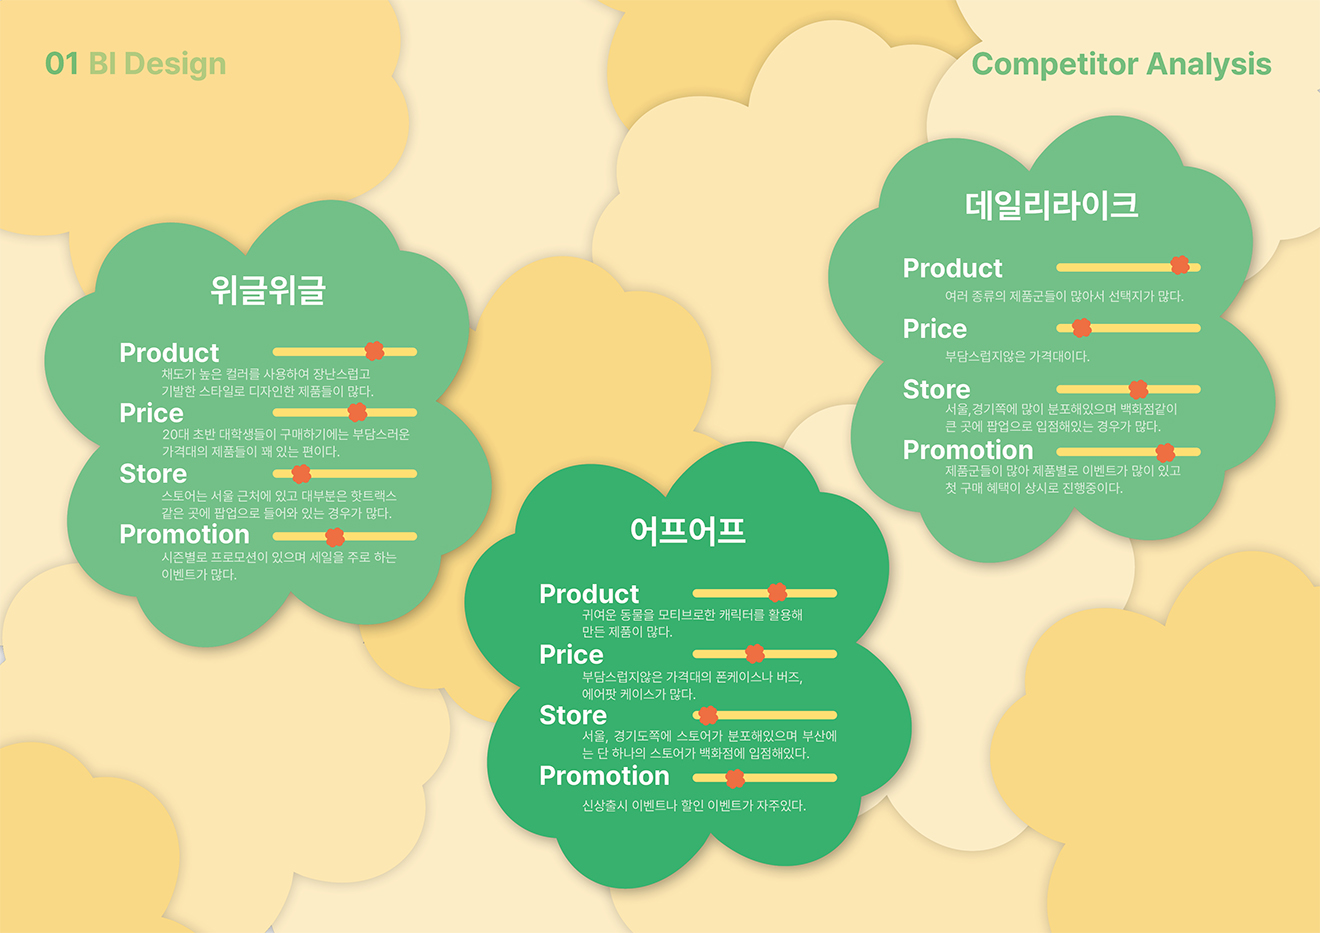 01 BI Design
Competitor Analysis
위글위글
Product
채도가 높은 컬러를 사용하여 장난스럽고
기발한 스타일로 디자인한 제품들이 많다.
Price
20대 초반 대학생들이 구매하기에는 부담스러운
가격대의 제품들이 꽤 있는 편이다.
Store
스토어는 서울 근처에 있고 대부분은 핫트랙스
같은 곳에 팝업으로 들어와 있는 경우가 많다.
Promotion
시즌별로 프로모션이 있으며 세일을 주로 하는
이벤트가 많다.
어프어프
Product
귀여운 동물을 모티브로한 캐릭터를 활용해
만든 제품이 많다.
Price
부담스럽지않은 가격대의 폰케이스나 버즈,
에어팟 케이스가 많다.
Store
서울, 경기도쪽에 스토어가 분포해있으며 부산에
는 단 하나의 스토어가 백화점에 입점해있다.
Promotion
신상출시 이벤트나 할인 이벤트가 자주있다.
데일리라이크
Product
여러 종류의 제품군들이 많아서 선택지가 많다.
Price
부담스럽지않은 가격대이다.
Store
서울,경기쪽에 많이 분포해있으며 백화점같이
큰 곳에 팝업으로 입점해있는 경우가 많다.
Promotion
제품군들이 많아 제품별로 이벤트가 많이 있고
첫 구매 혜택이 상시로 진행중이다.